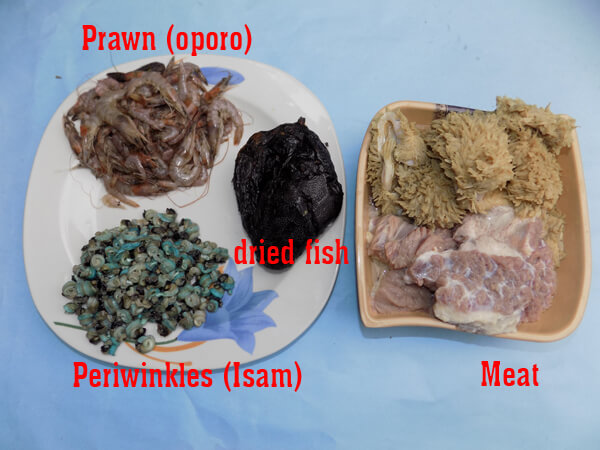 Prawn (oporo)
dried fish
Periwinkles (Isam)
Meat